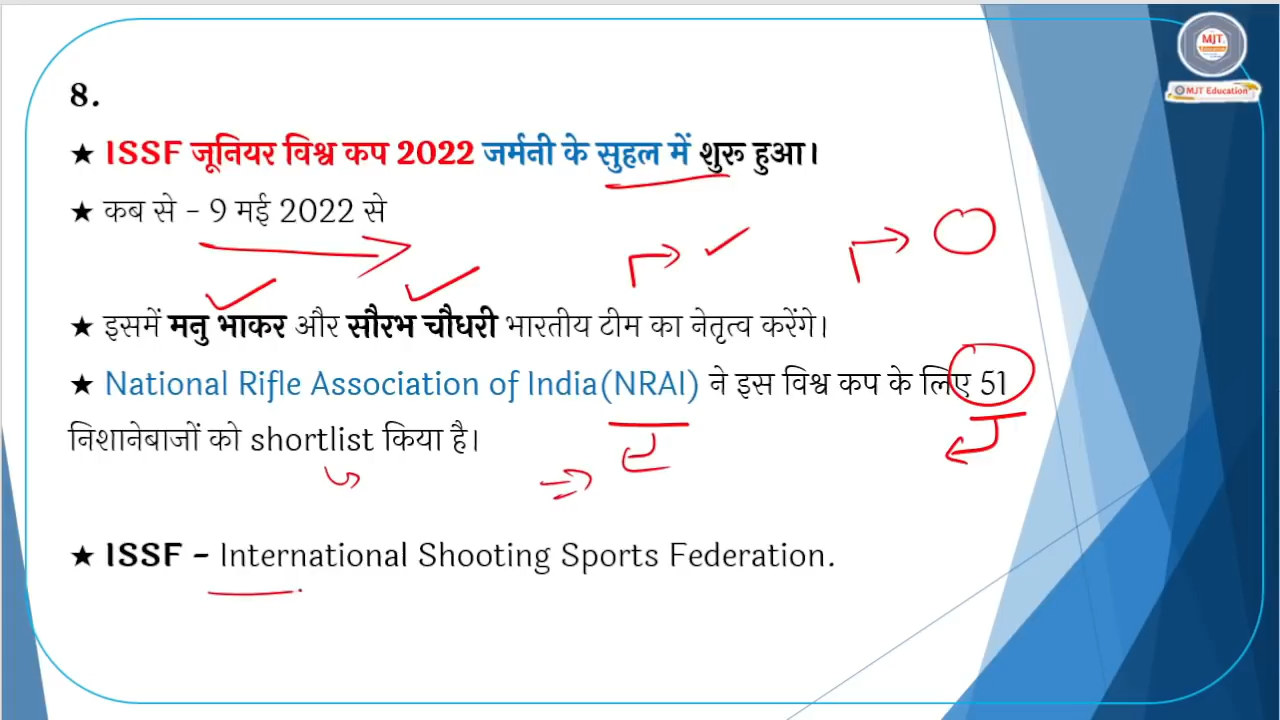 MJT.
MJT Education
8.
★ ISSF जूनियर विश्व कप 2022 जर्मनी के सुहल में शुरू हुआ।
★ कब से - 9 मई 2022 से
★ इसमें मनु भाकर और सौरभ चौधरी भारतीय टीम का नेतृत्व करेंगे।
★ National Rifle Association of India(NRAI) ने इस विश्व कप के लिए 51
निशानेबाजों को shortlist किया है।
★ ISSF - International Shooting Sports Federation.